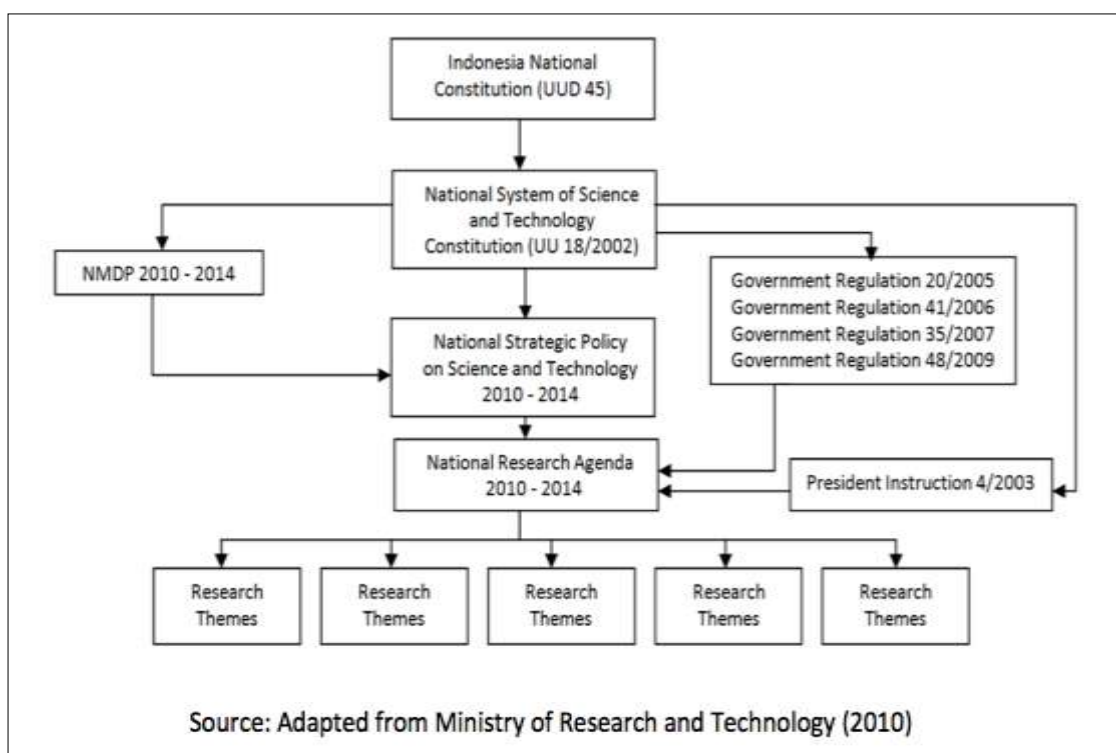 Indonesia National
Constitution (UUD 45)
National System of Science
and Technology
Constitution (UU 18/2002)
NMDP 2010 - 2014
Government Regulation 20/2005
Government Regulation 41/2006
Government Regulation 35/2007
Government Regulation 48/2009
National Strategic Policy
on Science and Technology
2010 - 2014
National Research Agenda
2010 - 2014
President Instruction 4/2003
Research
Themes
Research
Themes
Research
Themes
Research
Themes
Research
Themes
Source: Adapted from Ministry of Research and Technology (2010)